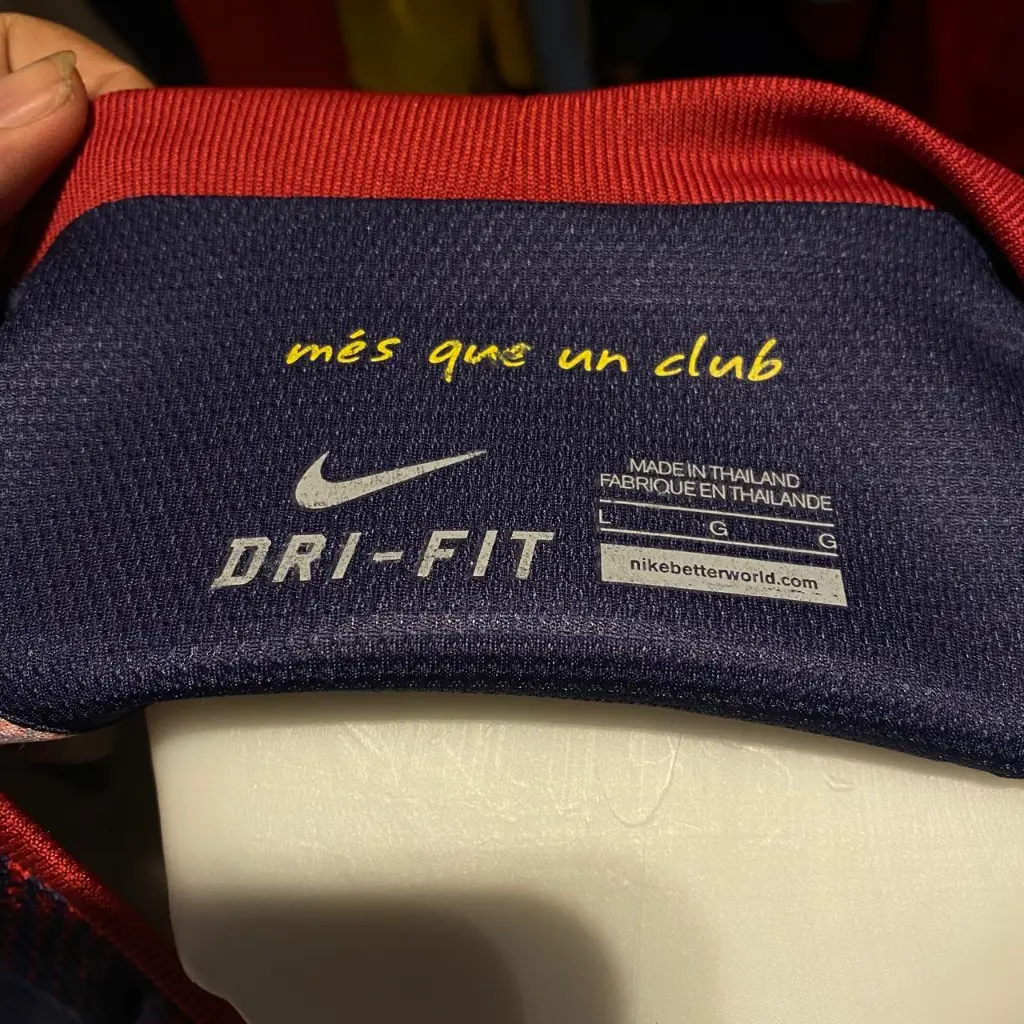 més que un club
DRI-FIT
MADE IN THAILAND
FABRIQUE EN THAILANDE
L G G
nikebetterworld.com